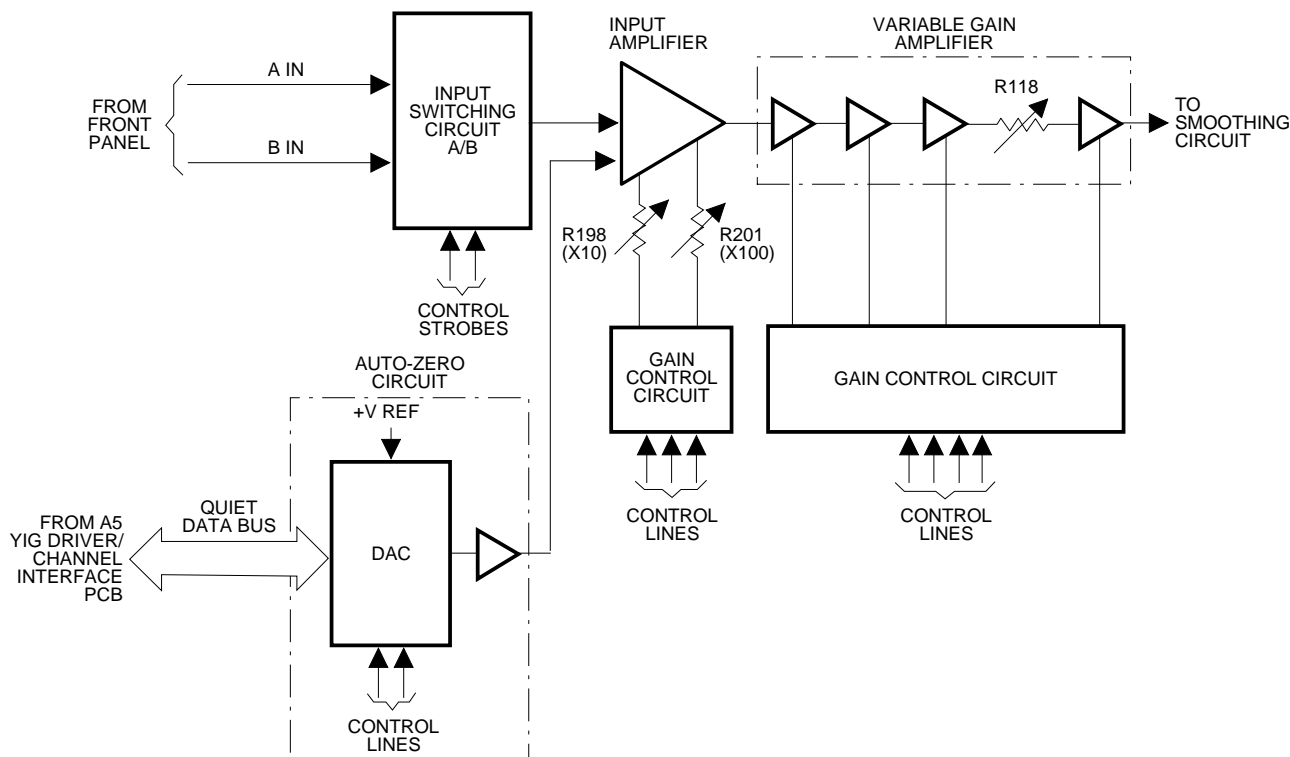 INPUT
AMPLIFIER
VARIABLE GAIN
AMPLIFIER
A IN
B IN
FROM
FRONT
PANEL
INPUT
SWITCHING
CIRCUIT
A/B
R118
TO
SMOOTHING
CIRCUIT
R198
(X10)
R201
(X100)
CONTROL
STROBES
GAIN
CONTROL
CIRCUIT
GAIN CONTROL CIRCUIT
CONTROL
LINES
CONTROL
LINES
AUTO-ZERO
CIRCUIT
+V REF
QUIET
DATA BUS
FROM A5
YIG DRIVER/
CHANNEL
INTERFACE
PCB
DAC
CONTROL
LINES